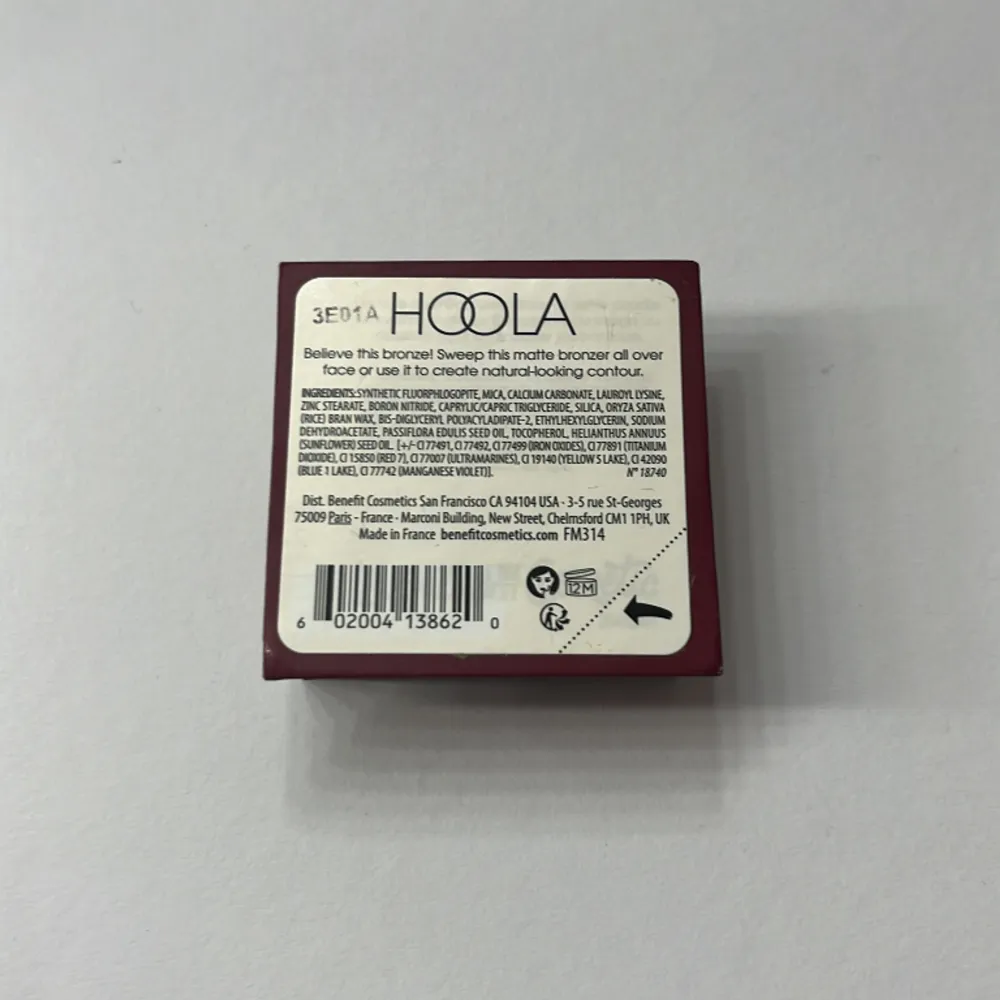 3E01A HOOLA
Believe this bronze! Sweep this matte bronzer all over
face or use it to create natural-looking contour.
INGREDIENTS: SYNTHETIC FLUORPHLOGOPITE, MICA, CALCIUM CARBONATE, LAUROYL LYSINE,
ZINC STEARATE, BORON NITRIDE, CAPRYLIC/CAPRIC TRIGLYCERIDE, SILICA, ORYZA SATIVA
(RICE) BRAN WAX, BIS-DIGLYCERYL POLYACYLADIPATE-2, ETHYLHEXYLGLYCERIN, SODIUM
DEHYDROACETATE, PASSIFLORA EDULIS SEED OIL, TOCOPHEROL, HELIANTHUS ANNUUS
(SUNFLOWER) SEED OIL. [+/- CI 77491, CI 77492, CI 77499 (IRON OXIDES), CI 77891 (TITANIUM
DIOXIDE), CI 15850 (RED 7), CI 77007 (ULTRAMARINES), CI 19140 (YELLOW 5 LAKE), CI 42090
(BLUE 1 LAKE), CI 77742 (MANGANESE VIOLET)]. N° 18740
Dist. Benefit Cosmetics San Francisco CA 94104 USA · 3-5 rue St-Georges
75009 Paris - France · Marconi Building, New Street, Chelmsford CM1 1PH, UK
Made in France benefitcosmetics.com FM314
12M
6 02004 13862 0